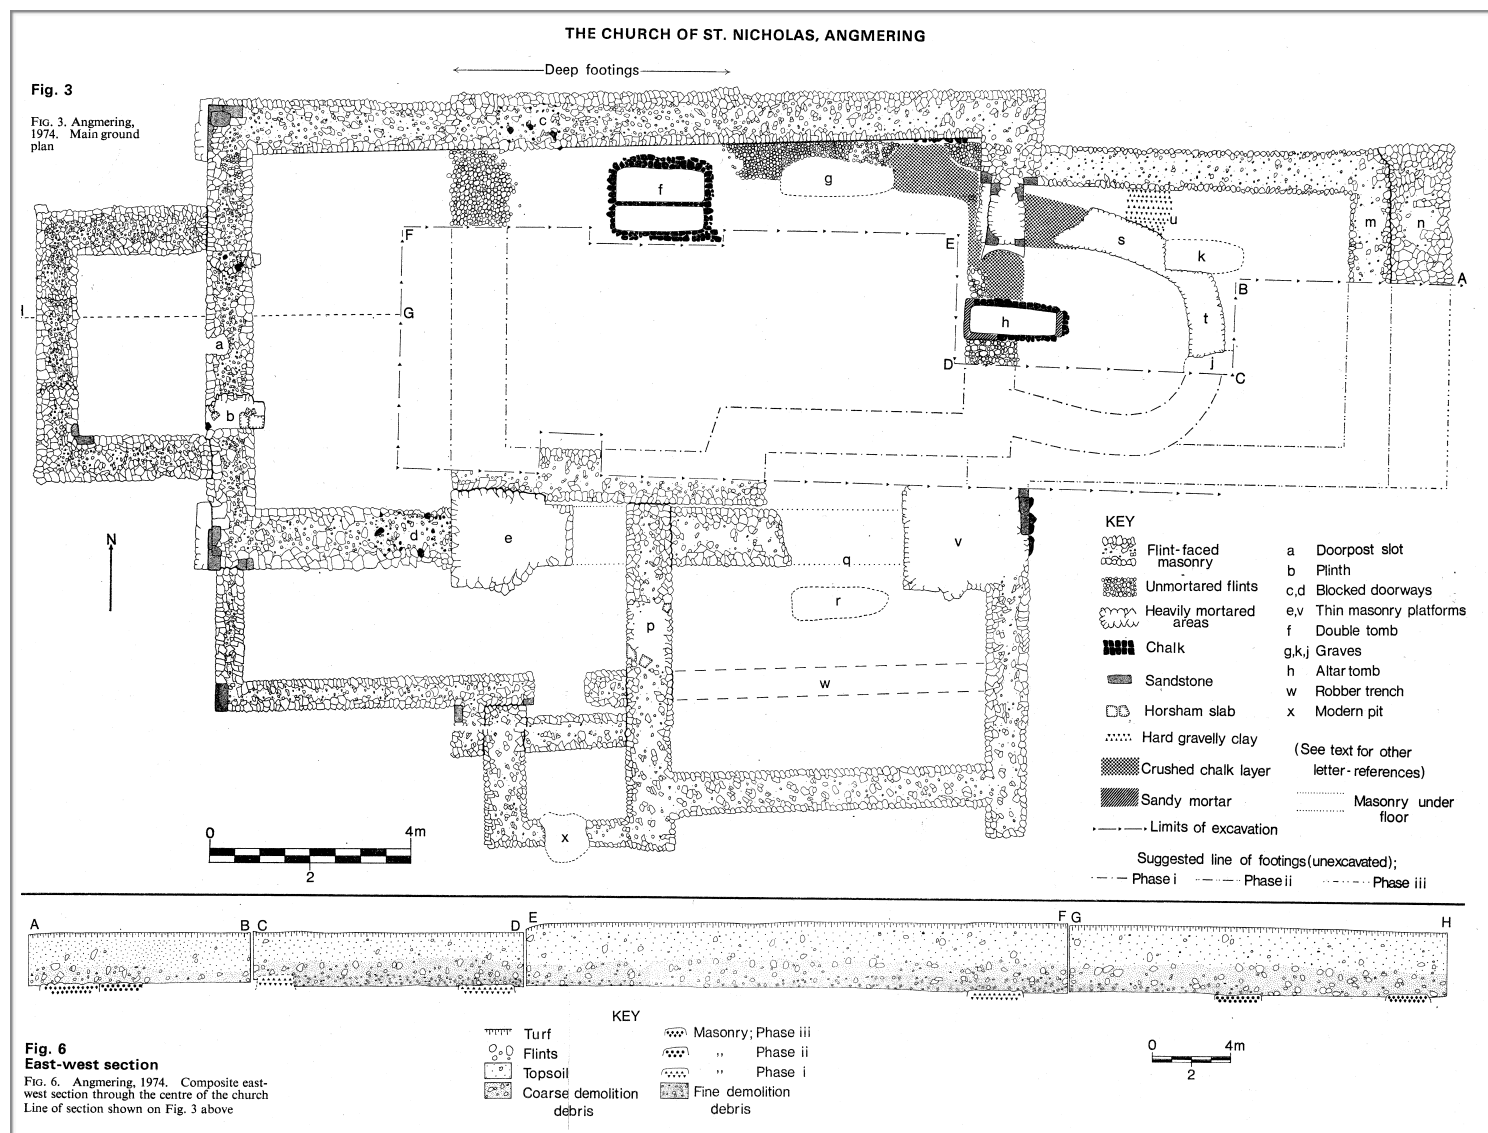 THE CHURCH OF ST. NICHOLAS, ANGMERING
Deep footings
Fig. 3
FIG. 3. Angmering,
1974. Main ground
plan
c
f
g
u
s
k
m
n
A
B
F
E
I
G
h
t
a
D
j
C
b
N
d
e
v
q
r
p
w
x
0
4m
2
KEY
Flint-faced
masonry
Unmortared flints
Heavily mortared
areas
Chalk
Sandstone
Horsham slab
Hard gravelly clay
Crushed chalk layer
Sandy mortar
Limits of excavation
a Doorpost slot
b Plinth
c,d Blocked doorways
e,v Thin masonry platforms
f Double tomb
g,k,j Graves
h Altar tomb
w Robber trench
x Modern pit
(See text for other
letter-references)
Masonry under
floor
Suggested line of footings (unexcavated);
Phase i Phase ii Phase iii
A B C D E F G H
Fig. 6
East-west section
FIG. 6. Angmering, 1974. Composite east-
west section through the centre of the church
Line of section shown on Fig. 3 above
KEY
Turf
Flints
Topsoil
Coarse demolition
debris
Masonry; Phase iii
,, Phase ii
,, Phase i
Fine demolition
debris
0 4m
2